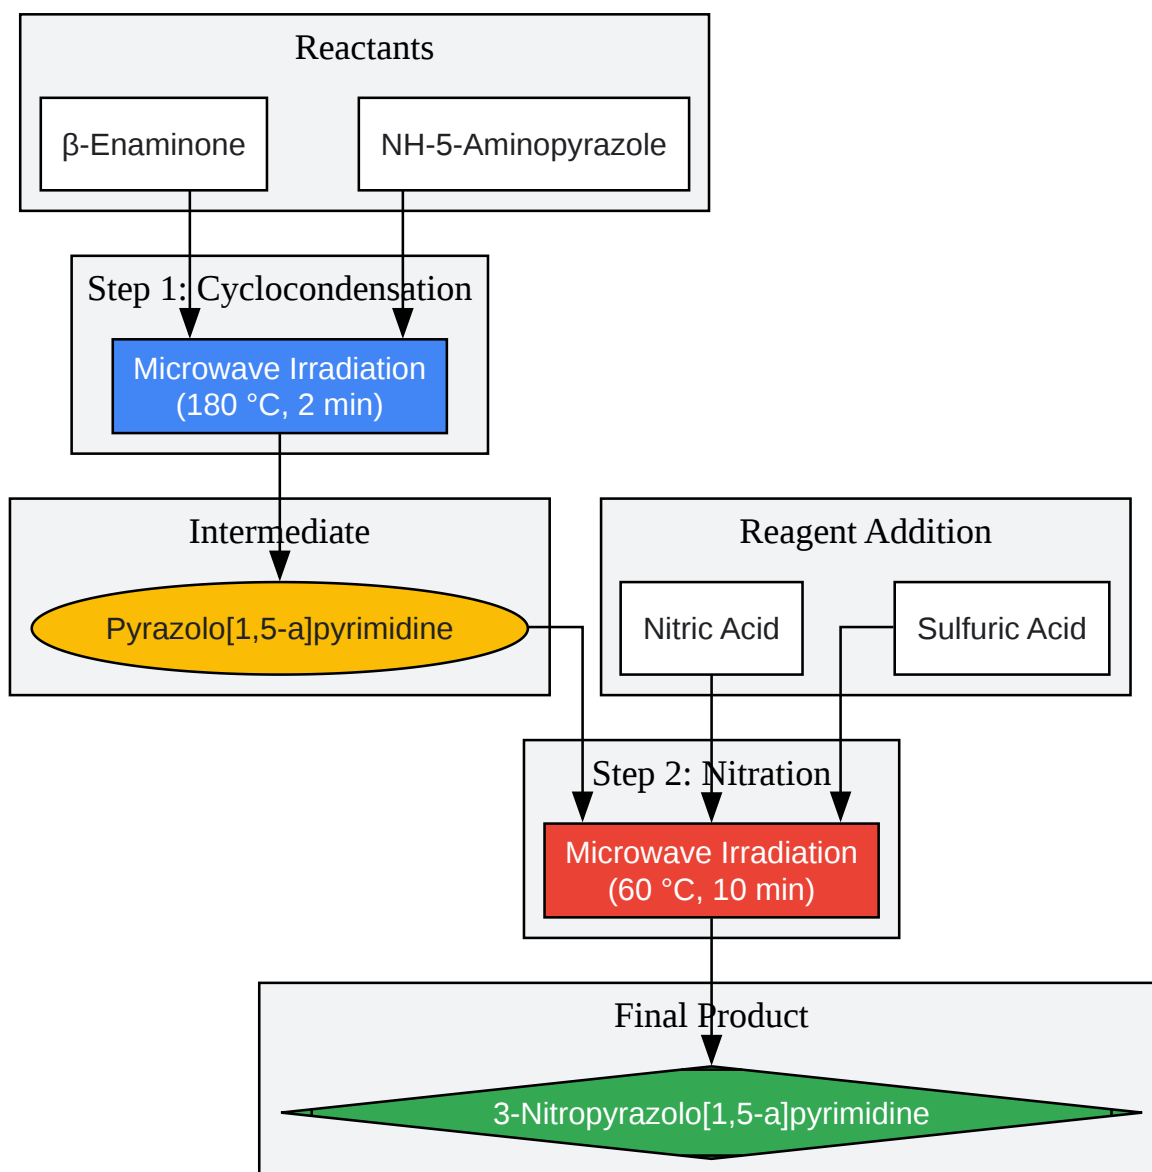 Reactants
β-Enaminone
NH-5-Aminopyrazole
Step 1: Cyclocondensation
Microwave Irradiation
(180 °C, 2 min)
Intermediate
Pyrazolo[1,5-a]pyrimidine
Reagent Addition
Nitric Acid
Sulfuric Acid
Step 2: Nitration
Microwave Irradiation
(60 °C, 10 min)
Final Product
3-Nitropyrazolo[1,5-a]pyrimidine